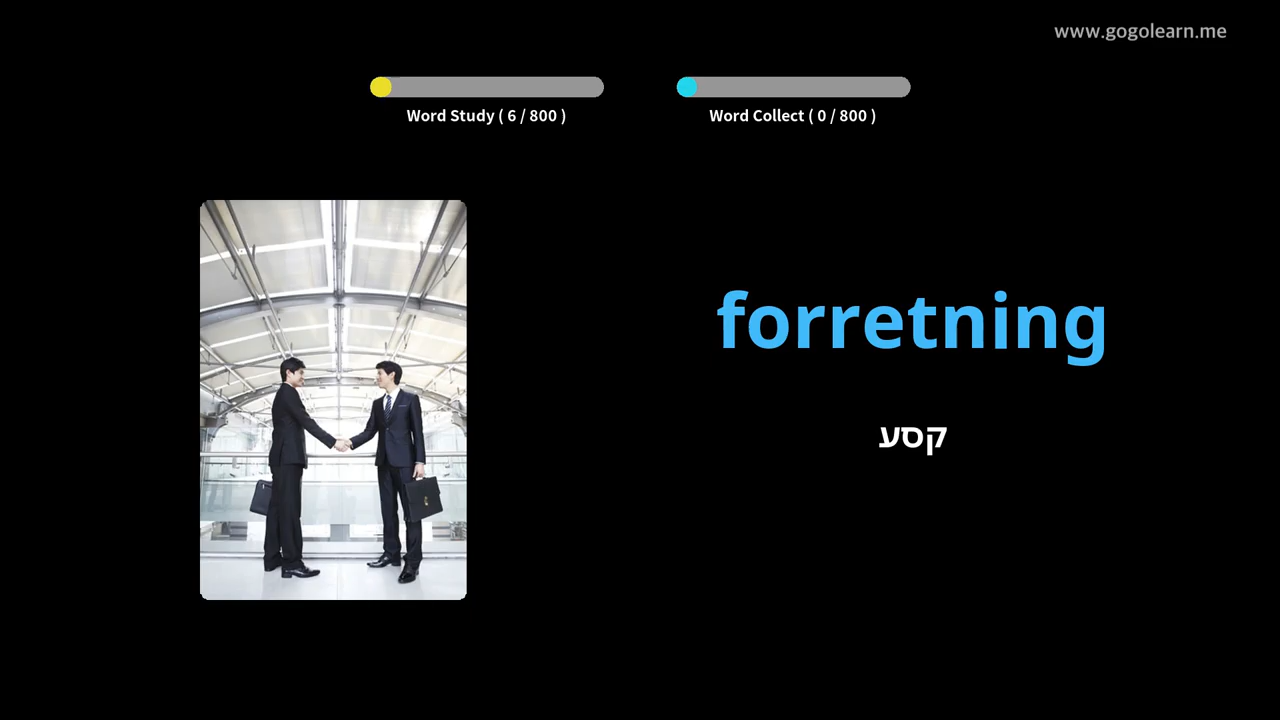 www.gogolearn.me
Word Study ( 6 / 800 )
Word Collect ( 0 / 800 )
forretning
קסע